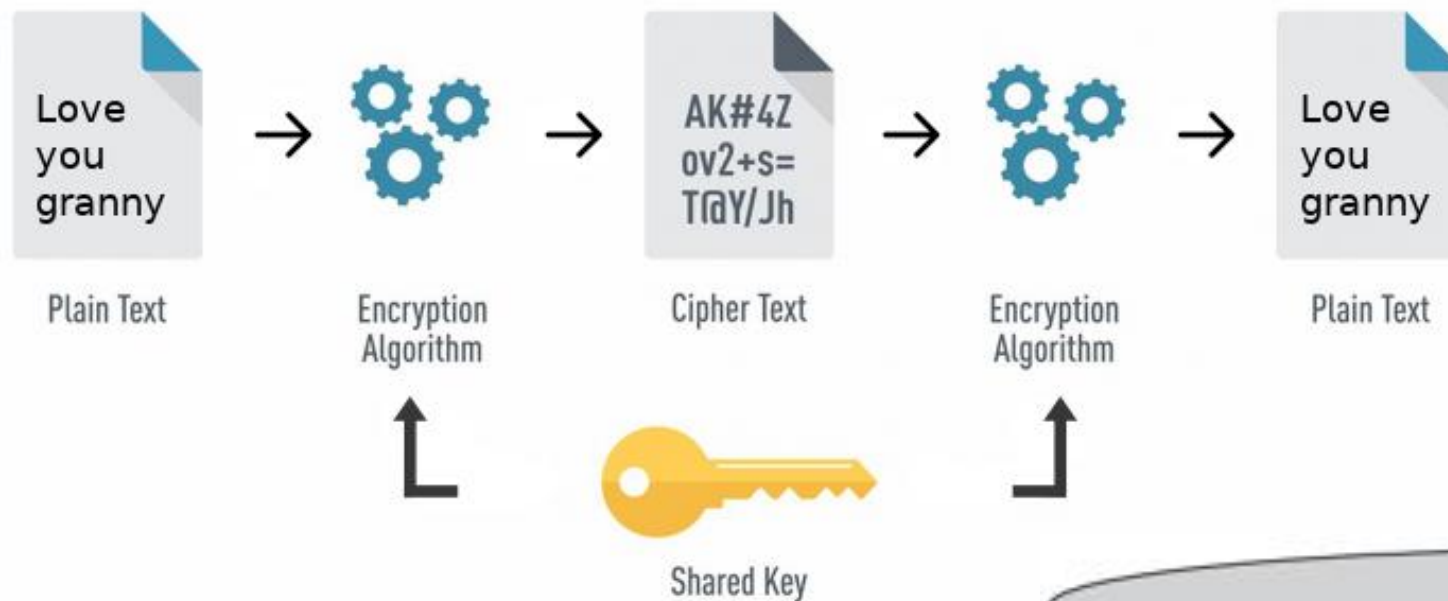 Love
you
granny
AK#4Z
ov2+s=
T@Y/Jh
Love
you
granny
Plain Text
Encryption
Algorithm
Cipher Text
Encryption
Algorithm
Plain Text
Shared Key